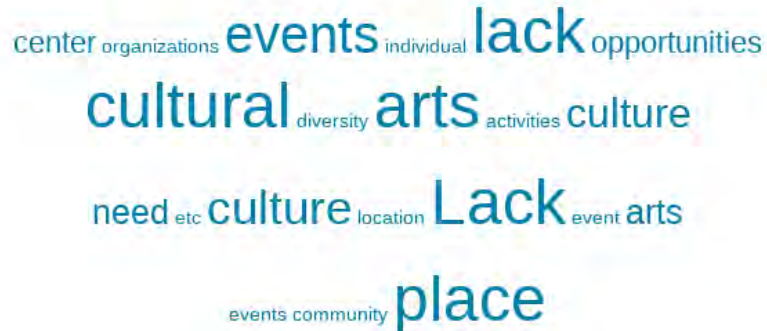 center organizations events individual lack opportunities
cultural diversity arts activities culture
need etc culture location Lack event arts
events community place